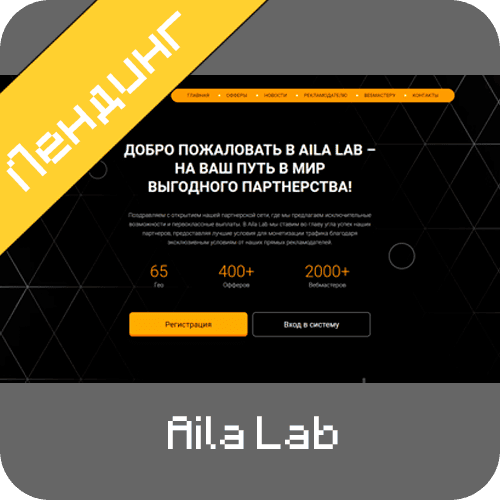 Лендинг
ГЛАВНАЯ • ОФФЕРЫ • НОВОСТИ • РЕКЛАМОДАТЕЛЮ • ВЕБМАСТЕРУ • КОНТАКТЫ
ДОБРО ПОЖАЛОВАТЬ В AILA LAB –
НА ВАШ ПУТЬ В МИР
ВЫГОДНОГО ПАРТНЕРСТВА!
Поздравляем с открытием нашей партнерской сети, где мы предлагаем исключительные
возможности и первоклассные выплаты. В Aila Lab мы ставим во главу угла успех наших
партнеров, предоставляя лучшие условия для монетизации трафика благодаря
эксклюзивным условиям от наших прямых рекламодателей.
65 400+ 2000+
Гео Офферов Вебмастеров
Регистрация Вход в систему
Aila Lab